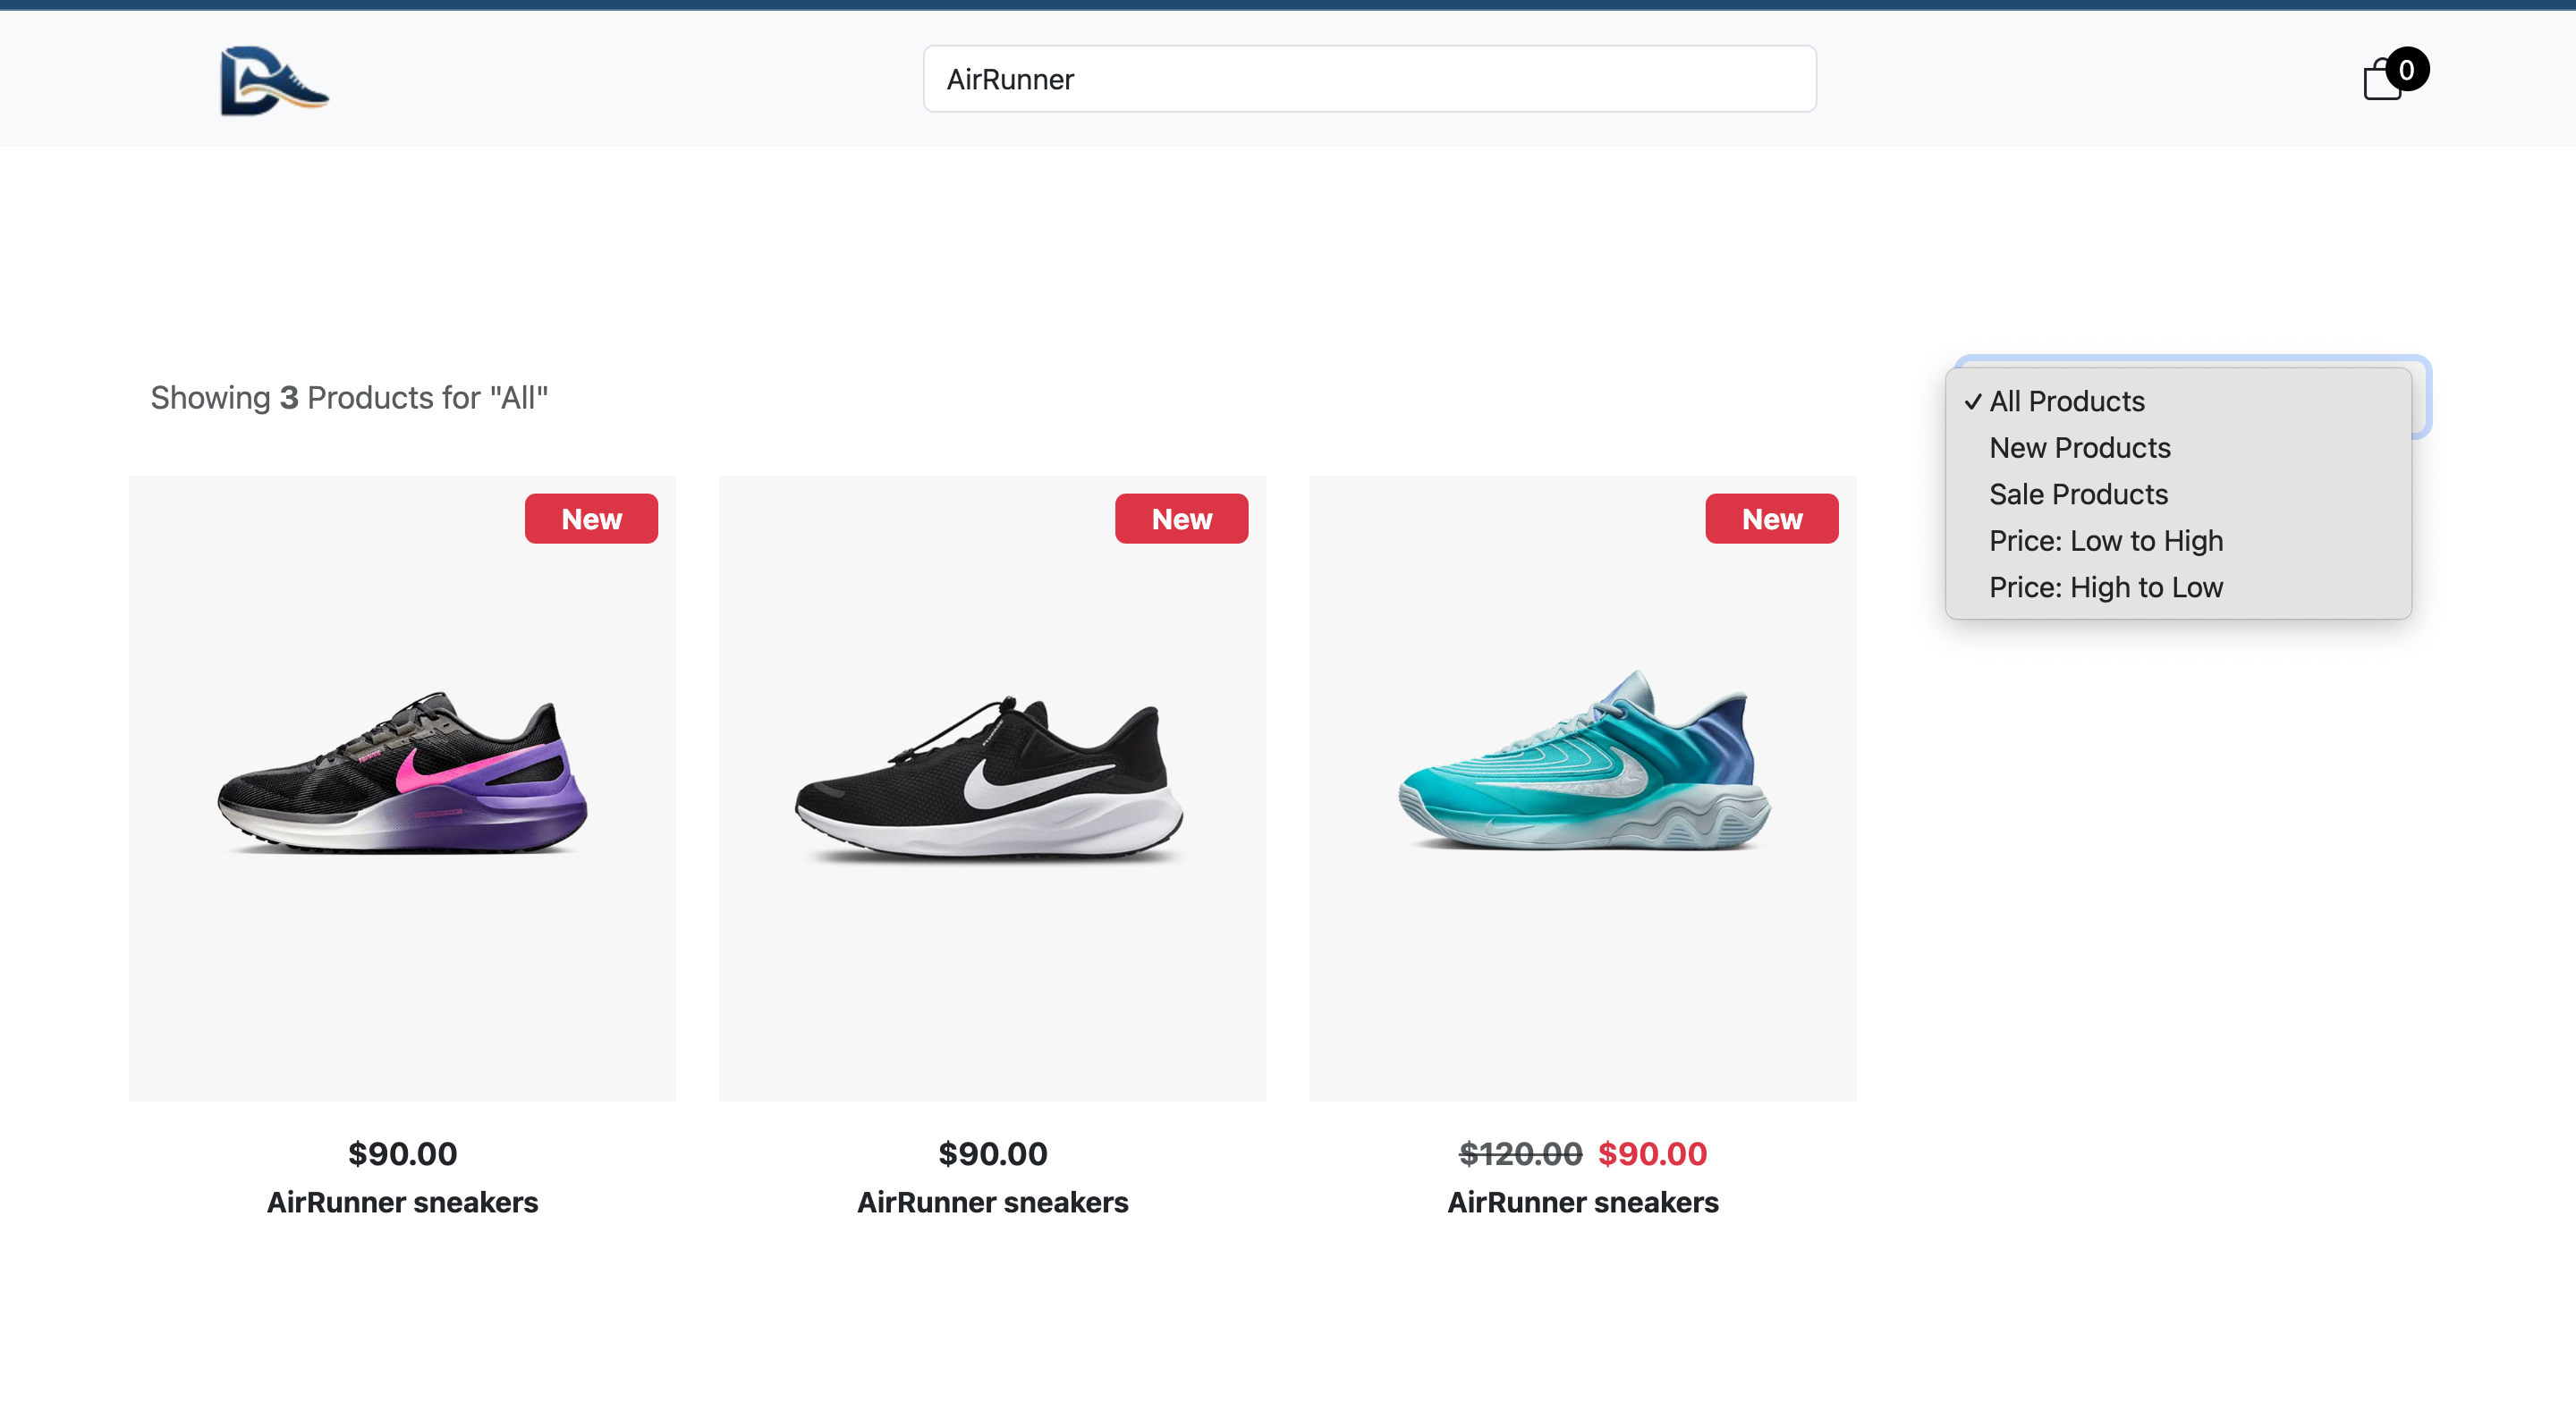 AirRunner
0
Showing 3 Products for "All"
✓ All Products
New Products
Sale Products
Price: Low to High
Price: High to Low
New
New
New
$90.00
AirRunner sneakers
$90.00
AirRunner sneakers
$120.00 $90.00
AirRunner sneakers